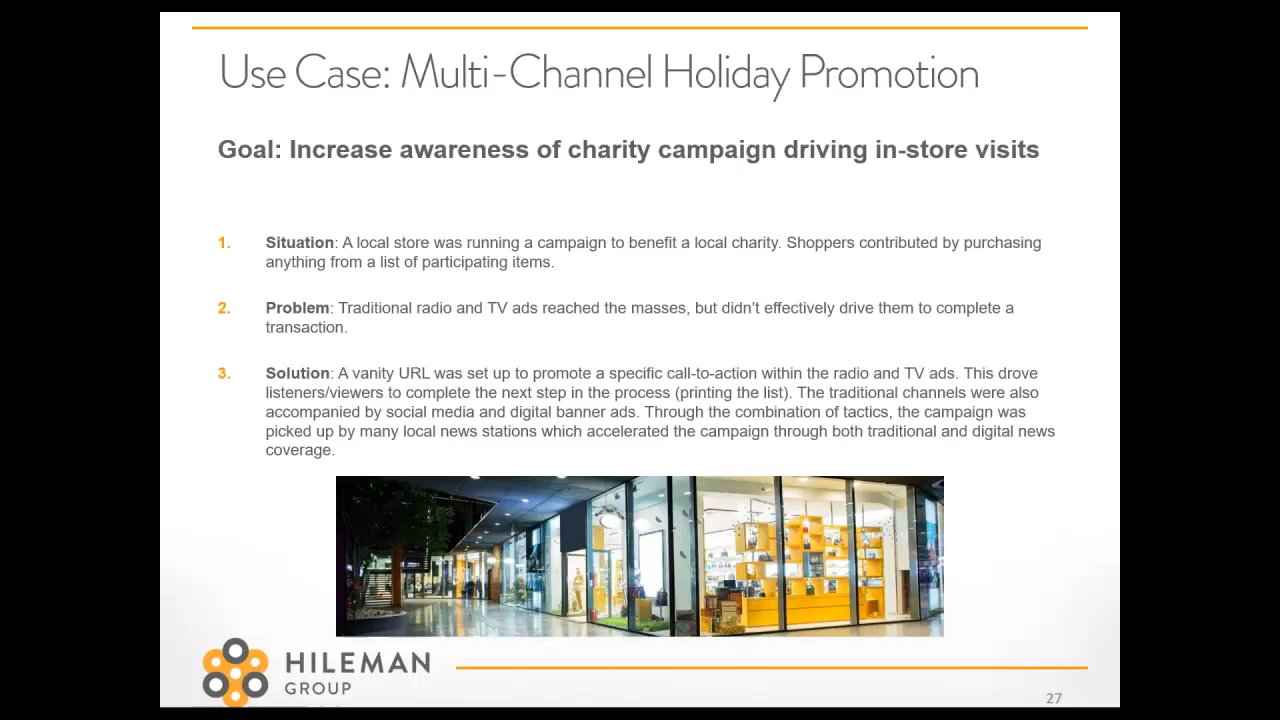 Use Case: Multi-Channel Holiday Promotion
Goal: Increase awareness of charity campaign driving in-store visits
1. Situation: A local store was running a campaign to benefit a local charity. Shoppers contributed by purchasing
anything from a list of participating items.
2. Problem: Traditional radio and TV ads reached the masses, but didn’t effectively drive them to complete a
transaction.
3. Solution: A vanity URL was set up to promote a specific call-to-action within the radio and TV ads. This drove
listeners/viewers to complete the next step in the process (printing the list). The traditional channels were also
accompanied by social media and digital banner ads. Through the combination of tactics, the campaign was
picked up by many local news stations which accelerated the campaign through both traditional and digital news
coverage.
HILEMAN
GROUP
27